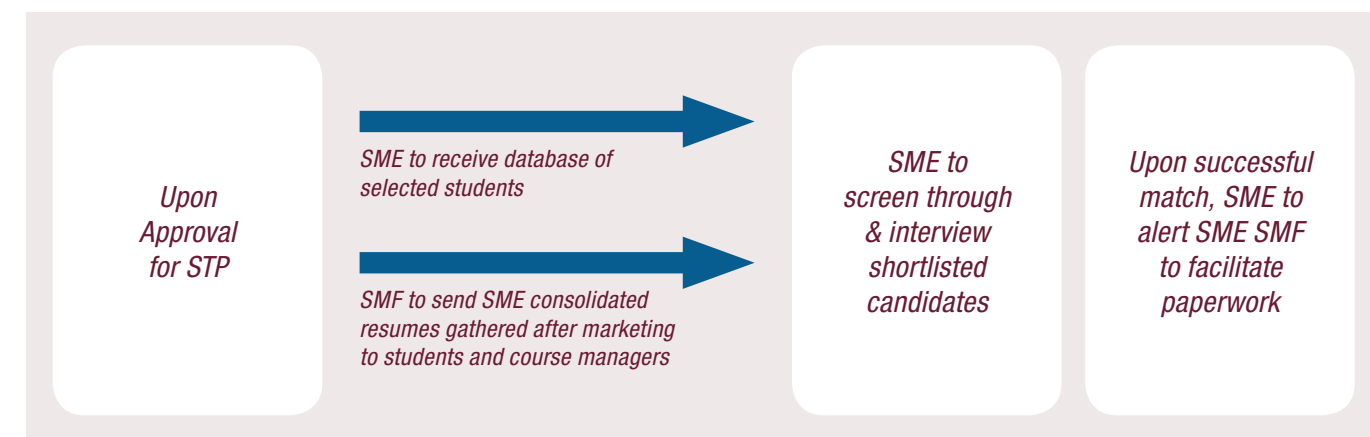 Upon
Approval
for STP
SME to receive database of
selected students
SMF to send SME consolidated
resumes gathered after marketing
to students and course managers
SME to
screen through
& interview
shortlisted
candidates
Upon successful
match, SME to
alert SME SMF
to facilitate
paperwork